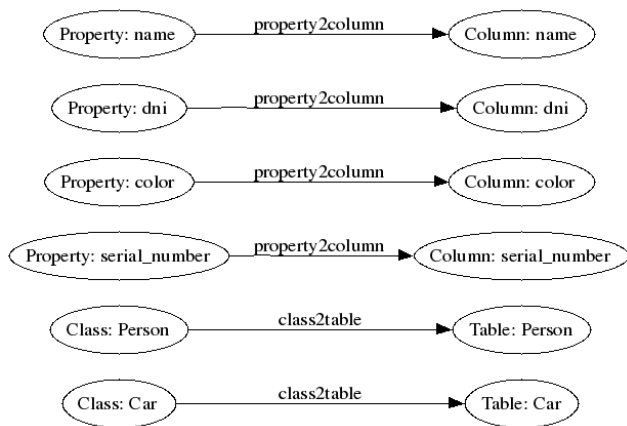 Property: name property2column Column: name
Property: dni property2column Column: dni
Property: color property2column Column: color
Property: serial_number property2column Column: serial_number
Class: Person class2table Table: Person
Class: Car class2table Table: Car